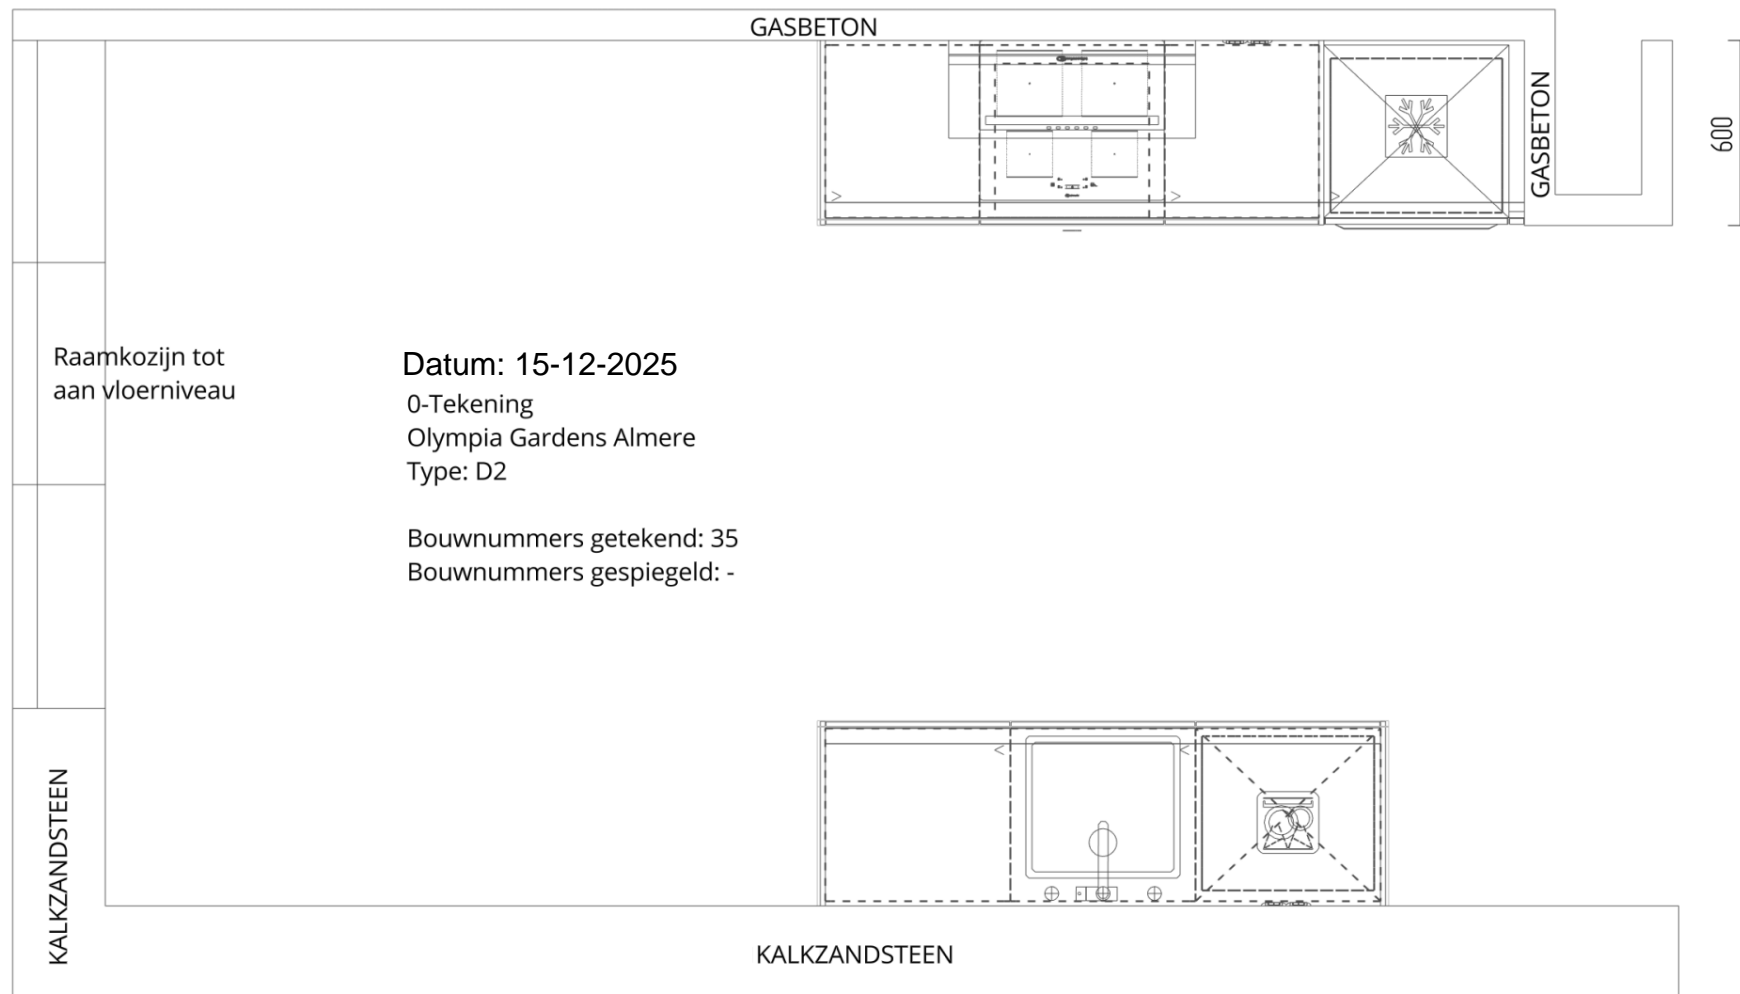 GASBETON
GASBETON
600
Raamkozijn tot
aan vloerniveau
Datum: 15-12-2025
0-Tekening
Olympia Gardens Almere
Type: D2
Bouwnummers getekend: 35
Bouwnummers gespiegeld: -
KALKZANDSTEEN
KALKZANDSTEEN